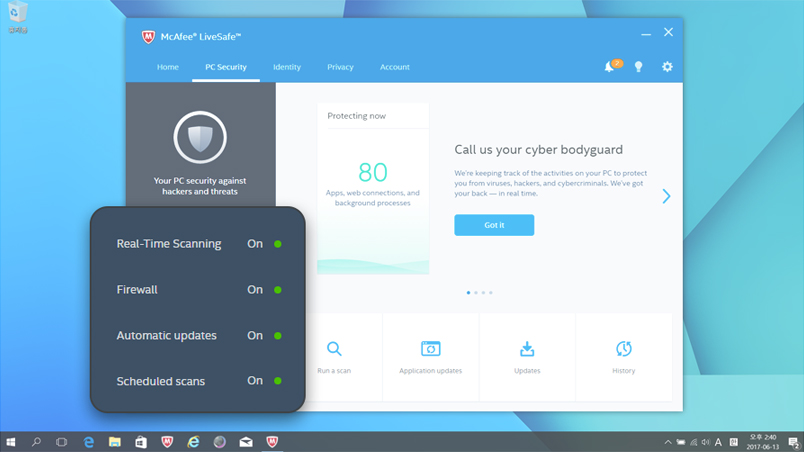 휴지통
McAfee® LiveSafe™
Home PC Security Identity Privacy Account
2
Your PC security against
hackers and threats
Protecting now
80
Apps, web connections, and
background processes
Call us your cyber bodyguard
We're keeping track of the activities on your PC to protect
you from viruses, hackers, and cybercriminals. We've got
your back — in real time.
Got it
Real-Time Scanning On
Firewall On
Automatic updates On
Scheduled scans On
Run a scan
Application updates
Updates
History
A
오후 2:40
2017-06-13
2